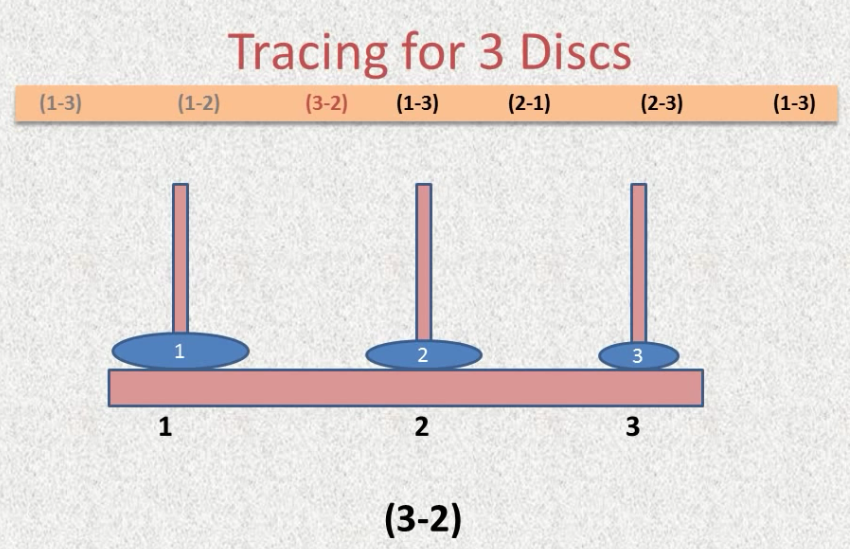 Tracing for 3 Discs
(1-3) (1-2) (3-2) (1-3) (2-1) (2-3) (1-3)
1 2 3
1 2 3
(3-2)